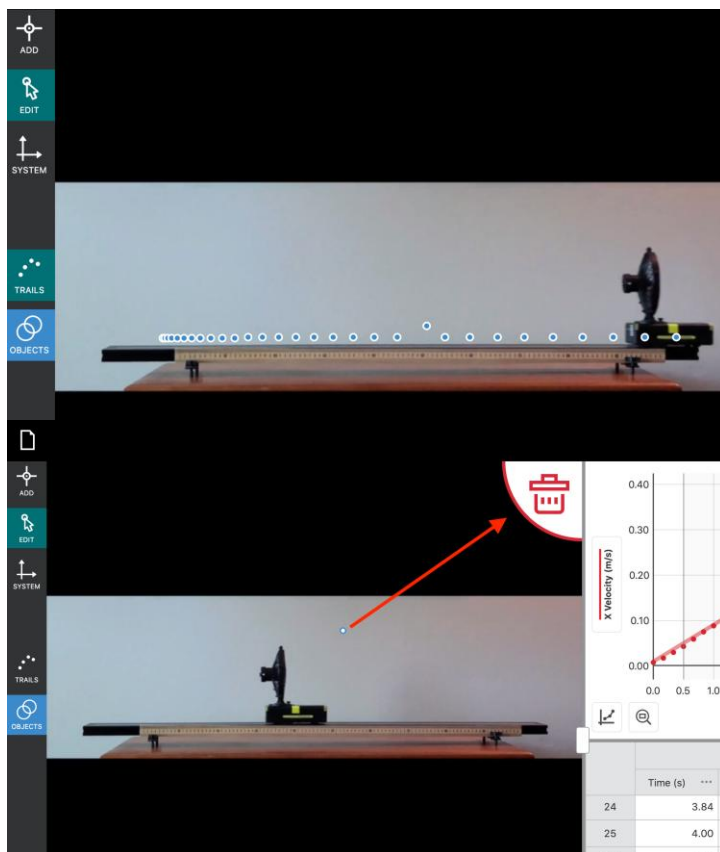 ADD
EDIT
SYSTEM
TRAILS
OBJECTS
ADD
EDIT
SYSTEM
TRAILS
OBJECTS
0.40
0.30
0.20
0.10
0.00
X Velocity (m/s)
0.0 0.5 1.0
Time (s) ...
24 3.84
25 4.00